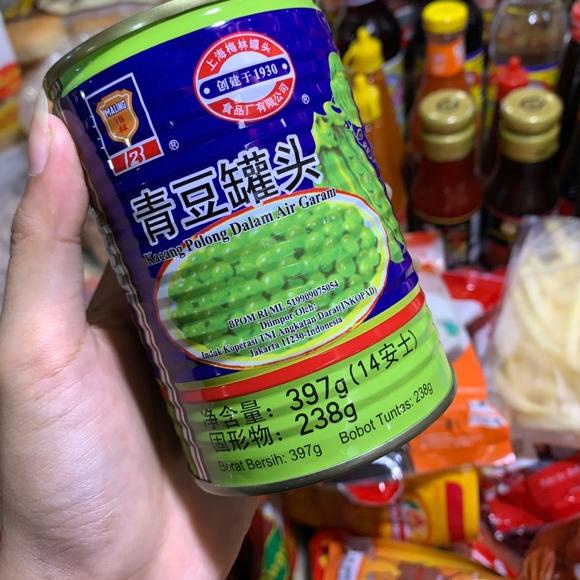 上海梅林罐头
创建于1930
食品厂有限公司
MALING
梅林
B2
®
®
青豆罐头
Kacang Polong Dalam Air Garam
BPOM RI ML 519909075054
Diimpor Oleh:
Induk Koperasi TNI Angkatan Darat(INKOPAD)
Jakarta 11230-Indonesia
净含量：397g(14安士)
固形物：238g
Berat Bersih: 397g Bobot Tuntas: 238g